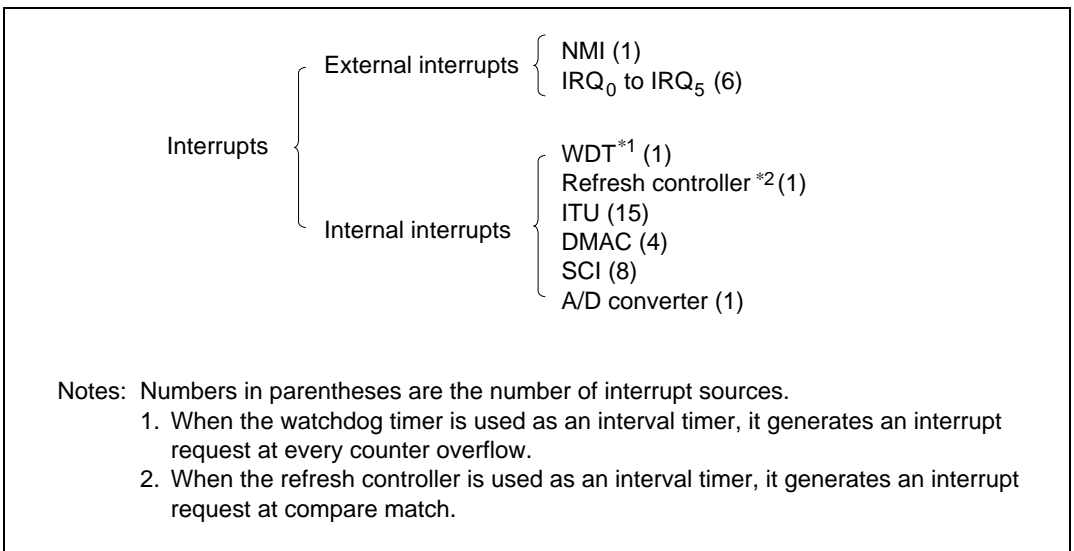 External interrupts
NMI (1)
IRQ0 to IRQ5 (6)
Interrupts
Internal interrupts
WDT*1 (1)
Refresh controller *2 (1)
ITU (15)
DMAC (4)
SCI (8)
A/D converter (1)
Notes: Numbers in parentheses are the number of interrupt sources.
1. When the watchdog timer is used as an interval timer, it generates an interrupt
request at every counter overflow.
2. When the refresh controller is used as an interval timer, it generates an interrupt
request at compare match.